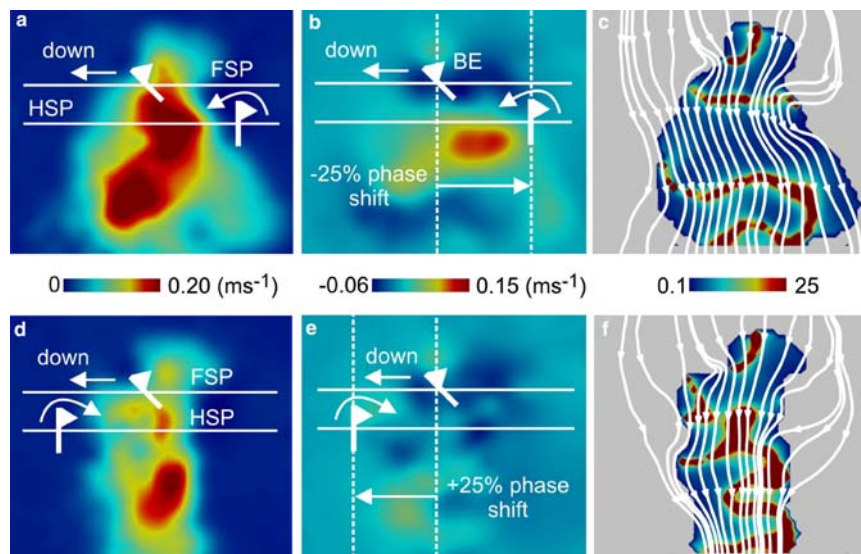 a
down
FSP
HSP
b
down
BE
-25% phase
shift
c
0 0.20 (ms⁻¹)
-0.06 0.15 (ms⁻¹)
0.1 25
d
down
FSP
HSP
e
down
+25% phase
shift
f